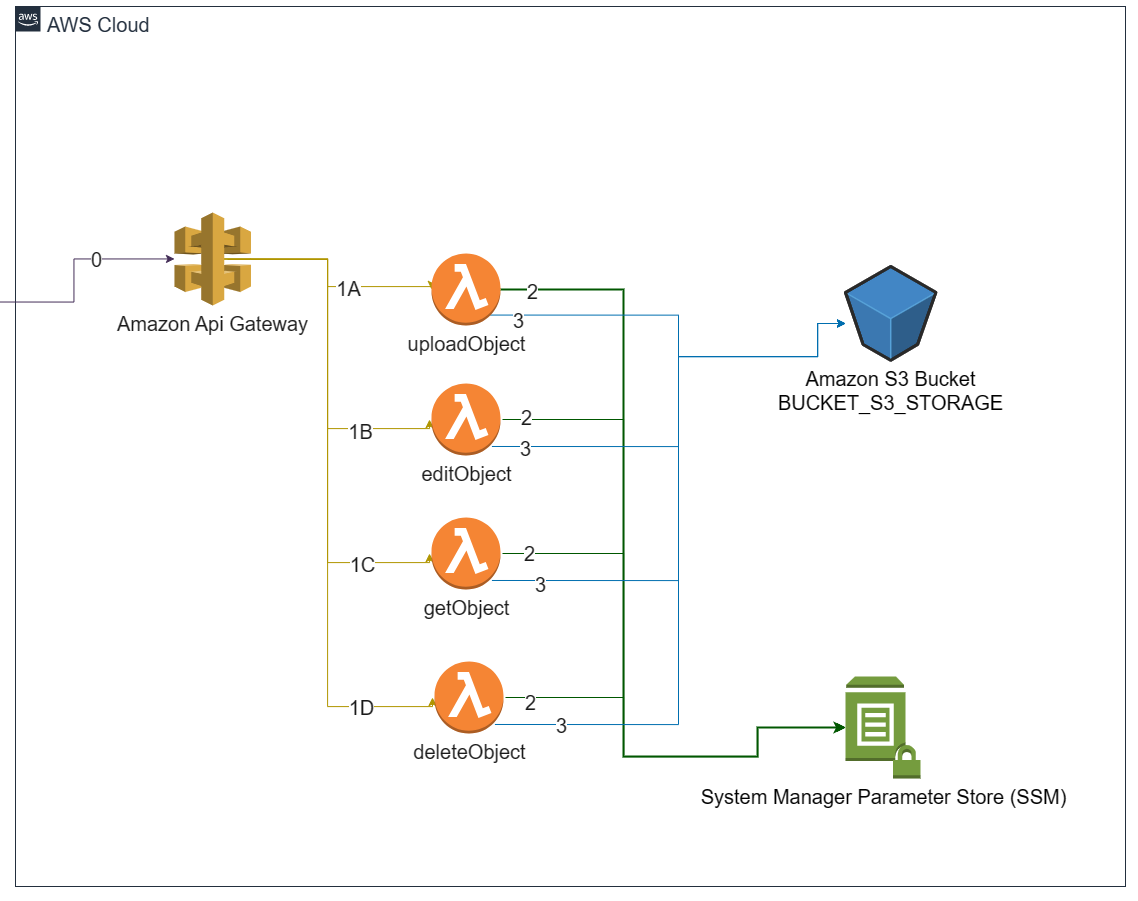 aws
AWS Cloud
0
Amazon Api Gateway
1A
2
3
uploadObject
Amazon S3 Bucket
BUCKET_S3_STORAGE
1B
2
3
editObject
1C
2
3
getObject
1D
2
3
deleteObject
System Manager Parameter Store (SSM)